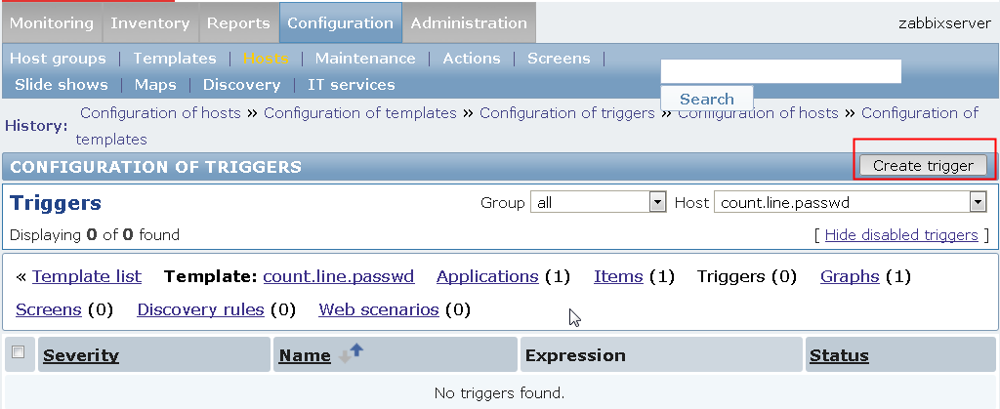 Monitoring Inventory Reports Configuration Administration zabbixserver
Host groups | Templates | Hosts | Maintenance | Actions | Screens |
Slide shows | Maps | Discovery | IT services
Search
History: Configuration of hosts » Configuration of templates » Configuration of triggers » Configuration of hosts » Configuration of
templates
CONFIGURATION OF TRIGGERS Create trigger
Triggers Group all Host count.line.passwd
Displaying 0 of 0 found [ Hide disabled triggers ]
« Template list Template: count.line.passwd Applications (1) Items (1) Triggers (0) Graphs (1)
Screens (0) Discovery rules (0) Web scenarios (0)
Severity Name Expression Status
No triggers found.